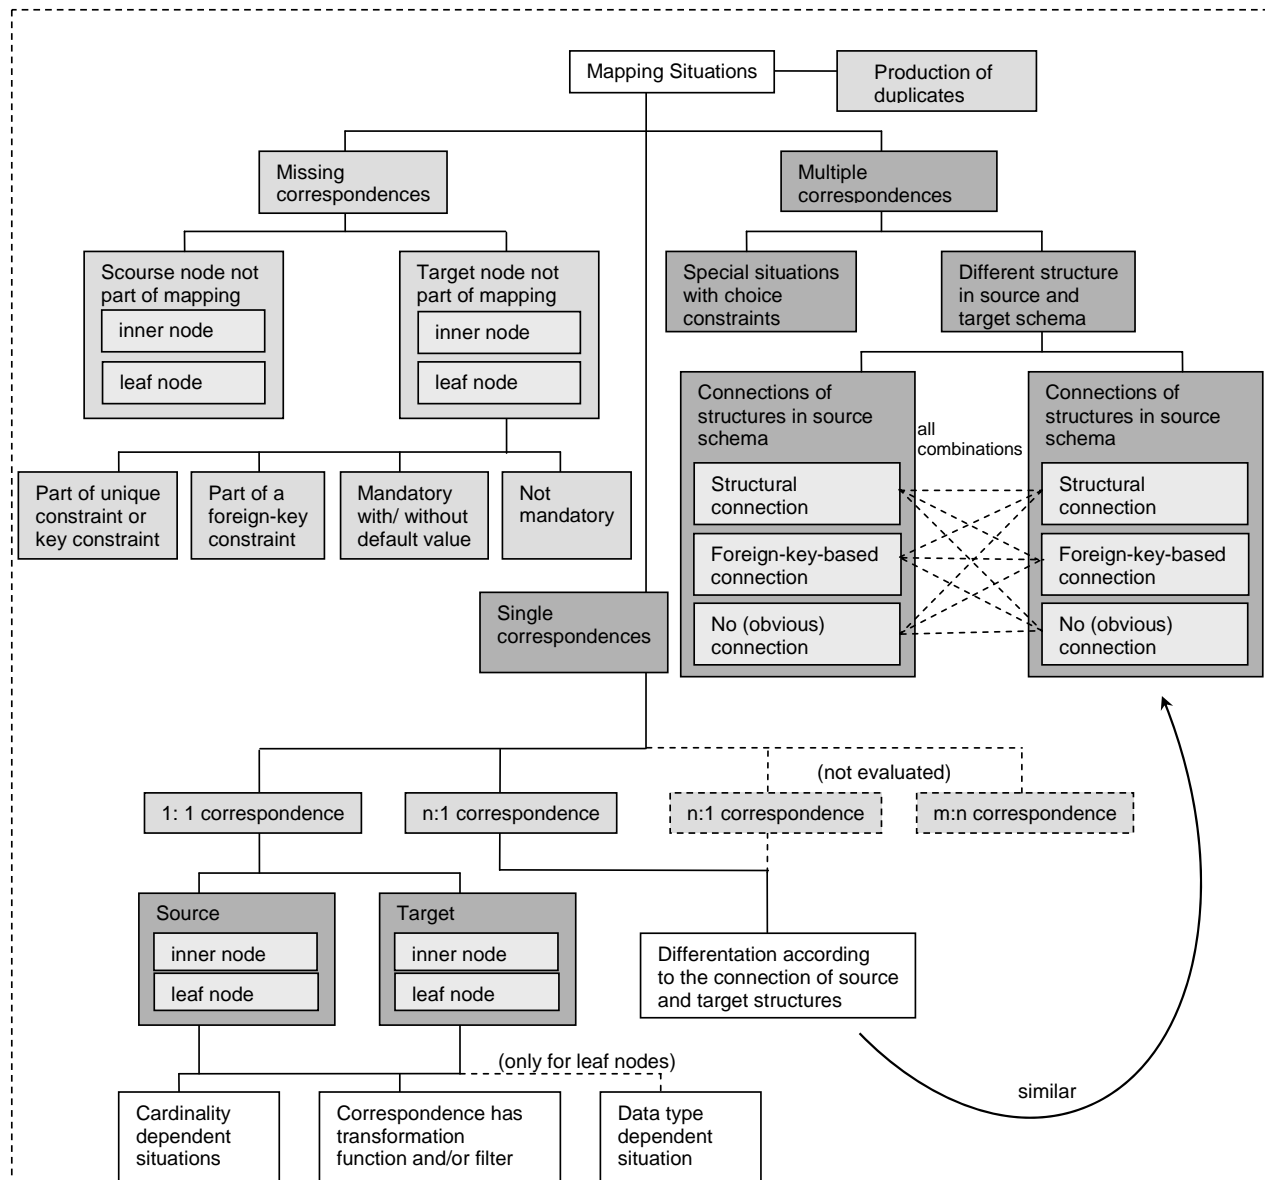 Mapping Situations
Production of
duplicates
Missing
correspondences
Multiple
correspondences
Scourse node not
part of mapping
inner node
leaf node
Target node not
part of mapping
inner node
leaf node
Special situations
with choice
constraints
Different structure
in source and
target schema
Connections of
structures in source
schema
Structural
connection
Foreign-key-based
connection
No (obvious)
connection
all
combinations
Connections of
structures in source
schema
Structural
connection
Foreign-key-based
connection
No (obvious)
connection
Part of unique
constraint or
key constraint
Part of a
foreign-key
constraint
Mandatory
with/ without
default value
Not
mandatory
Single
correspondences
(not evaluated)
1: 1 correspondence
n:1 correspondence
n:1 correspondence
m:n correspondence
Source
inner node
leaf node
Target
inner node
leaf node
Differentation according
to the connection of source
and target structures
(only for leaf nodes)
similar
Cardinality
dependent
situations
Correspondence has
transformation
function and/or filter
Data type
dependent
situation